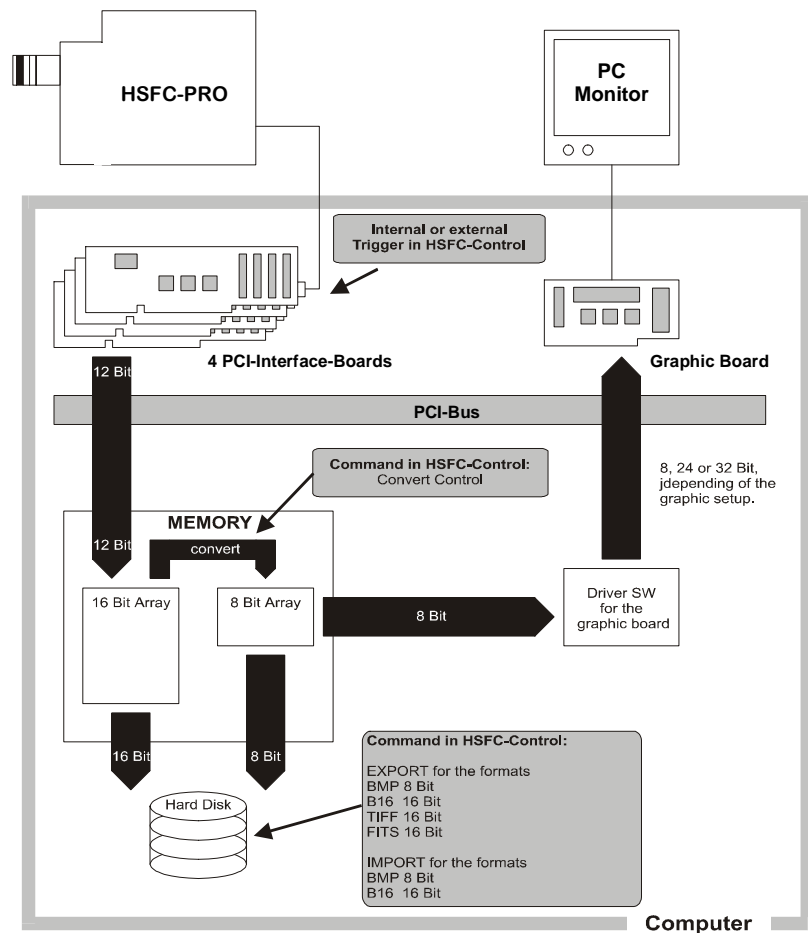 HSFC-PRO
PC
Monitor
Internal or external
Trigger in HSFC-Control
4 PCI-Interface-Boards
Graphic Board
12 Bit
PCI-Bus
Command in HSFC-Control:
Convert Control
8, 24 or 32 Bit,
jdepending of the
graphic setup.
MEMORY
12 Bit
convert
16 Bit Array
8 Bit Array
8 Bit
Driver SW
for the
graphic board
16 Bit
8 Bit
Hard Disk
Command in HSFC-Control:
EXPORT for the formats
BMP 8 Bit
B16 16 Bit
TIFF 16 Bit
FITS 16 Bit
IMPORT for the formats
BMP 8 Bit
B16 16 Bit
Computer